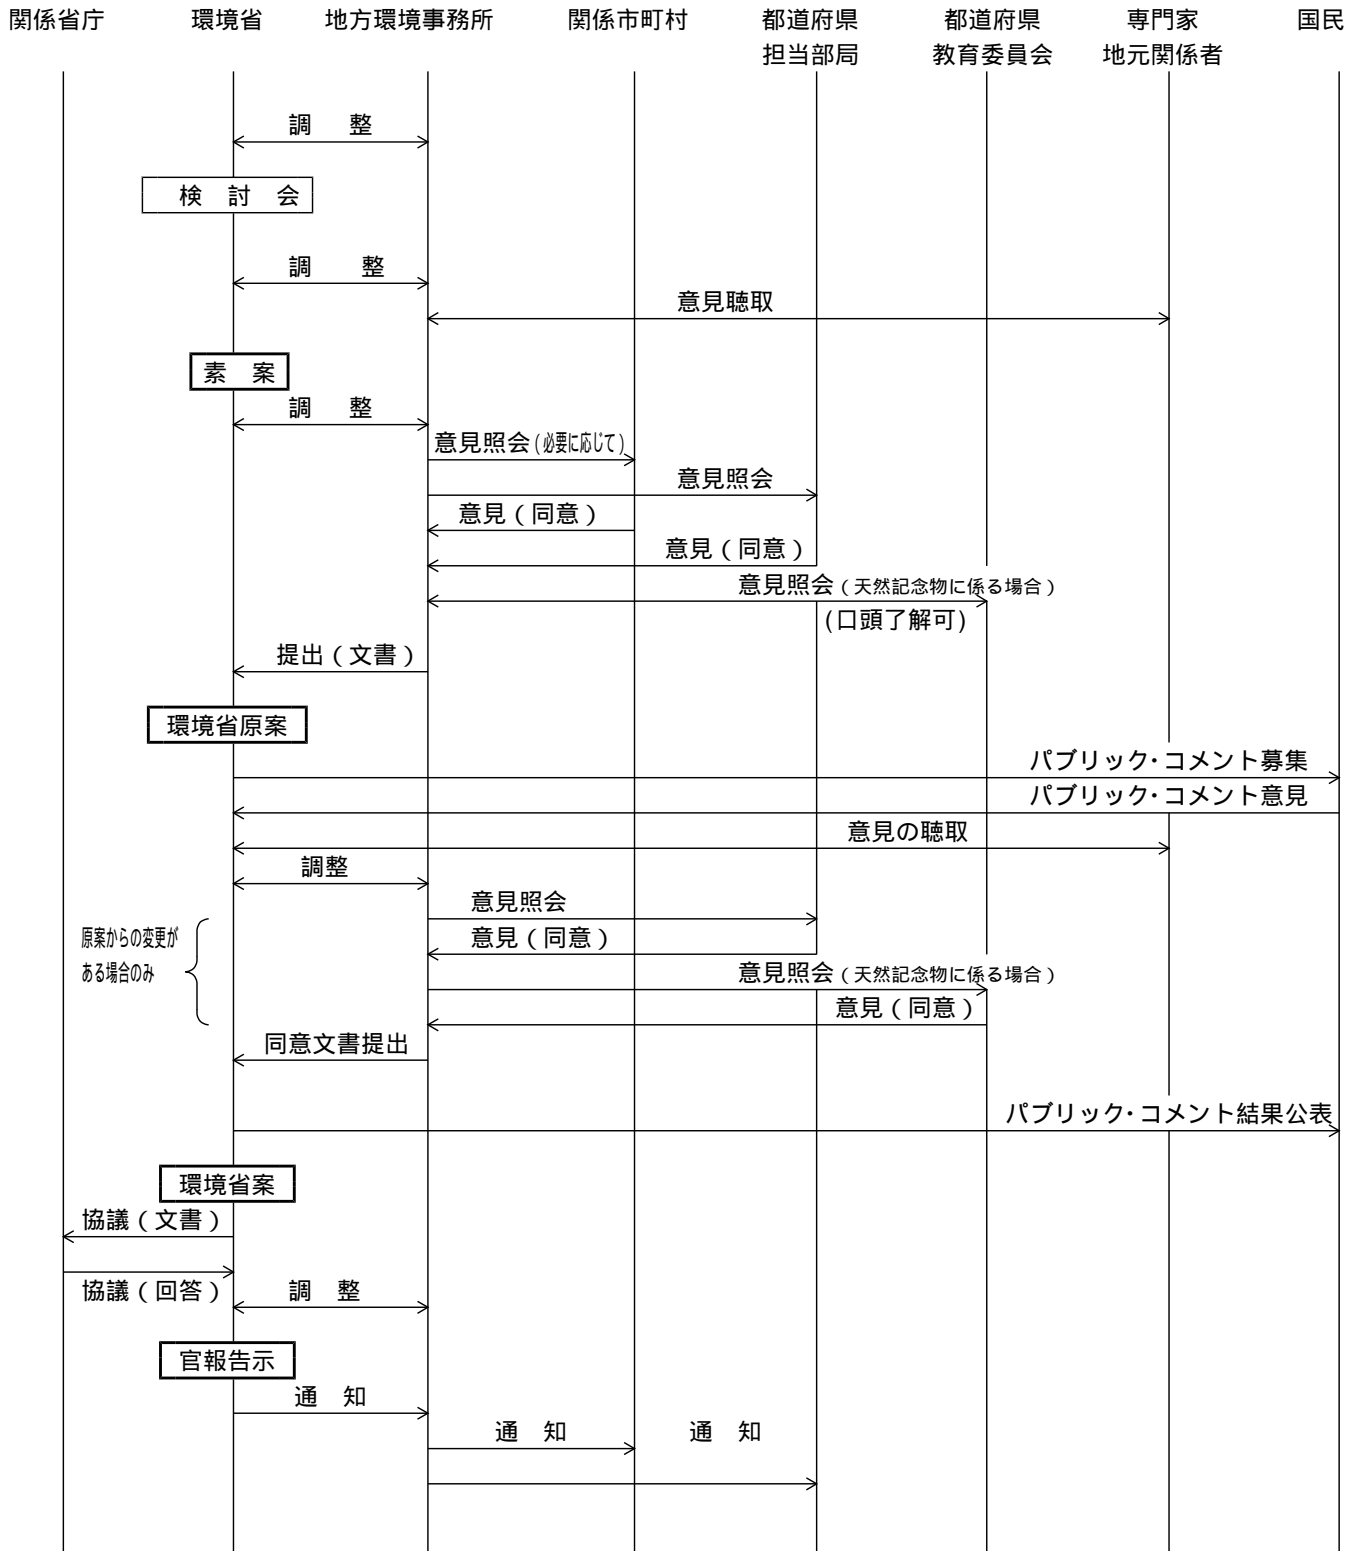 関係省庁 環境省 地方環境事務所 関係市町村 都道府県 都道府県 専門家 国民
担当部局 教育委員会 地元関係者
調 整
検 討 会
調 整
意見聴取
素 案
調 整
意見照会(必要に応じて)
意見照会
意見(同意)
意見(同意)
意見照会(天然記念物に係る場合)
(口頭了解可)
提出(文書)
環境省原案
パブリック・コメント募集
パブリック・コメント意見
意見の聴取
調整
意見照会
原案からの変更が
意見(同意)
ある場合のみ
意見照会(天然記念物に係る場合)
意見(同意)
同意文書提出
パブリック・コメント結果公表
環境省案
協議(文書)
協議(回答) 調 整
官報告示
通 知
通 知 通 知